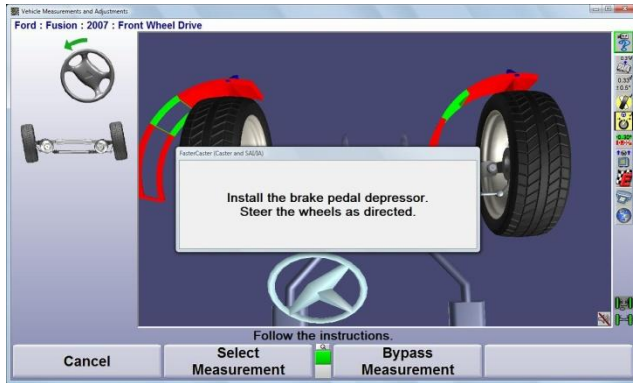 Vehicle Measurements and Adjustments
Ford : Fusion : 2007 : Front Wheel Drive
FasterCaster (Caster and SAI/IA)
Install the brake pedal depressor.
Steer the wheels as directed.
Follow the instructions.
Cancel
Select
Measurement
Bypass
Measurement